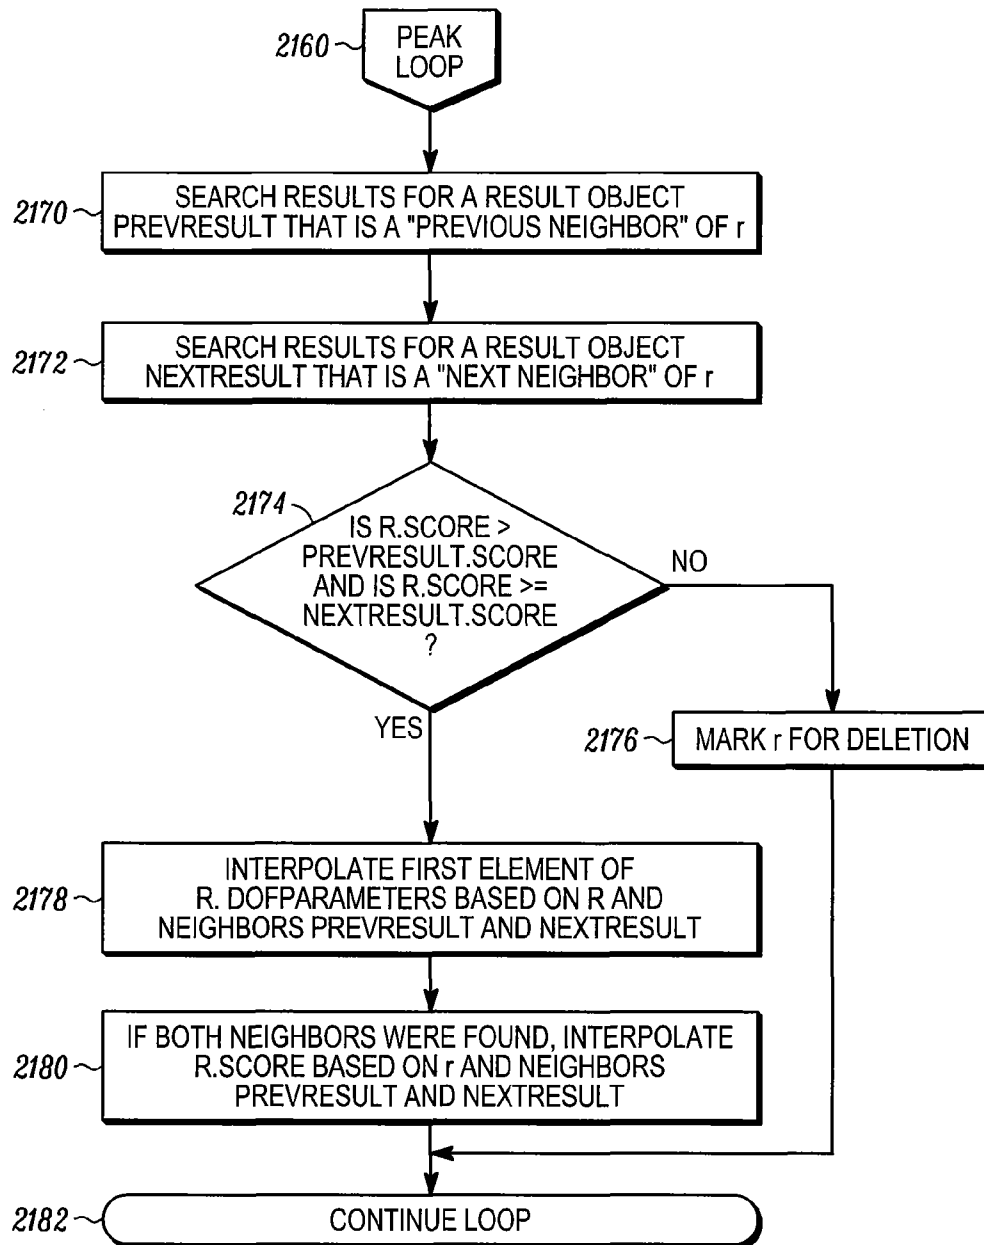 2160
PEAK
LOOP
2170
SEARCH RESULTS FOR A RESULT OBJECT
PREVRESULT THAT IS A "PREVIOUS NEIGHBOR" OF r
2172
SEARCH RESULTS FOR A RESULT OBJECT
NEXTRESULT THAT IS A "NEXT NEIGHBOR" OF r
2174
IS R.SCORE >
PREVRESULT.SCORE
AND IS R.SCORE >=
NEXTRESULT.SCORE
?
NO
YES
2176
MARK r FOR DELETION
2178
INTERPOLATE FIRST ELEMENT OF
R. DOFPARAMETERS BASED ON R AND
NEIGHBORS PREVRESULT AND NEXTRESULT
2180
IF BOTH NEIGHBORS WERE FOUND, INTERPOLATE
R.SCORE BASED ON r AND NEIGHBORS
PREVRESULT AND NEXTRESULT
2182
CONTINUE LOOP